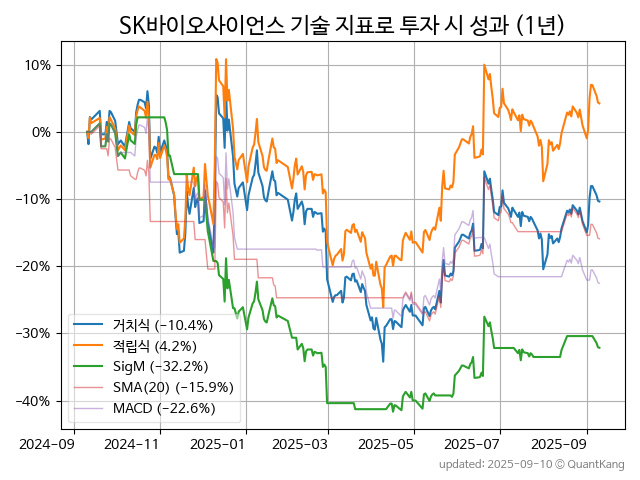 SK바이오사이언스 기술 지표로 투자 시 성과 (1년)
10%
0%
−10%
−20%
−30%
−40%
거치식 (−10.4%)
적립식 (4.2%)
SigM (−32.2%)
SMA(20) (−15.9%)
MACD (−22.6%)
2024-09
2024-11
2025-01
2025-03
2025-05
2025-07
2025-09
updated: 2025-09-10 © QuantKang